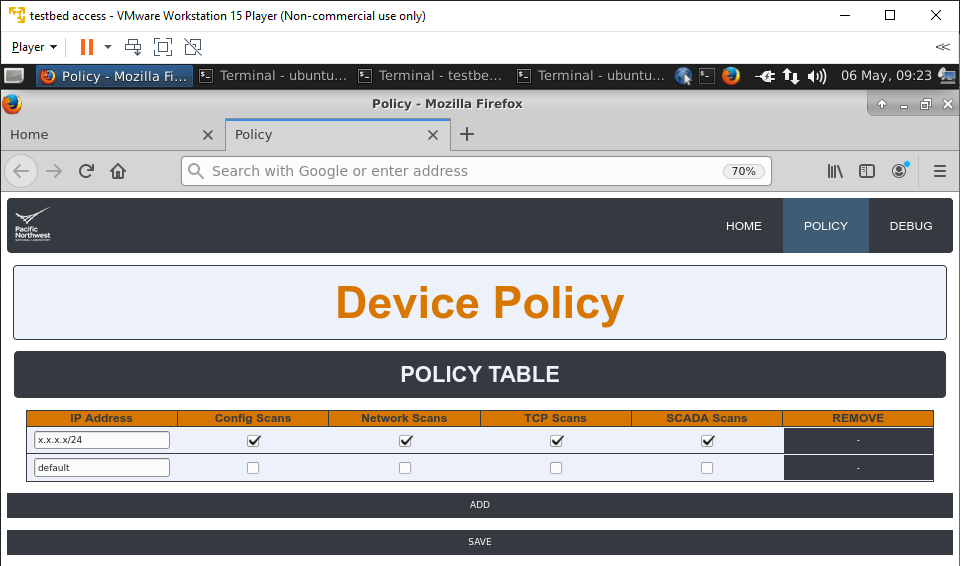 testbed access - VMware Workstation 15 Player (Non-commercial use only)
Player
Policy - Mozilla Fi... Terminal - ubuntu... Terminal - testbe... Terminal - ubuntu... 06 May, 09:23
Policy - Mozilla Firefox
Home Policy
Search with Google or enter address 70%
Pacific
Northwest
NATIONAL LABORATORY
HOME POLICY DEBUG
Device Policy
POLICY TABLE
IP Address Config Scans Network Scans TCP Scans SCADA Scans REMOVE
x.x.x.x/24 -
default -
ADD
SAVE